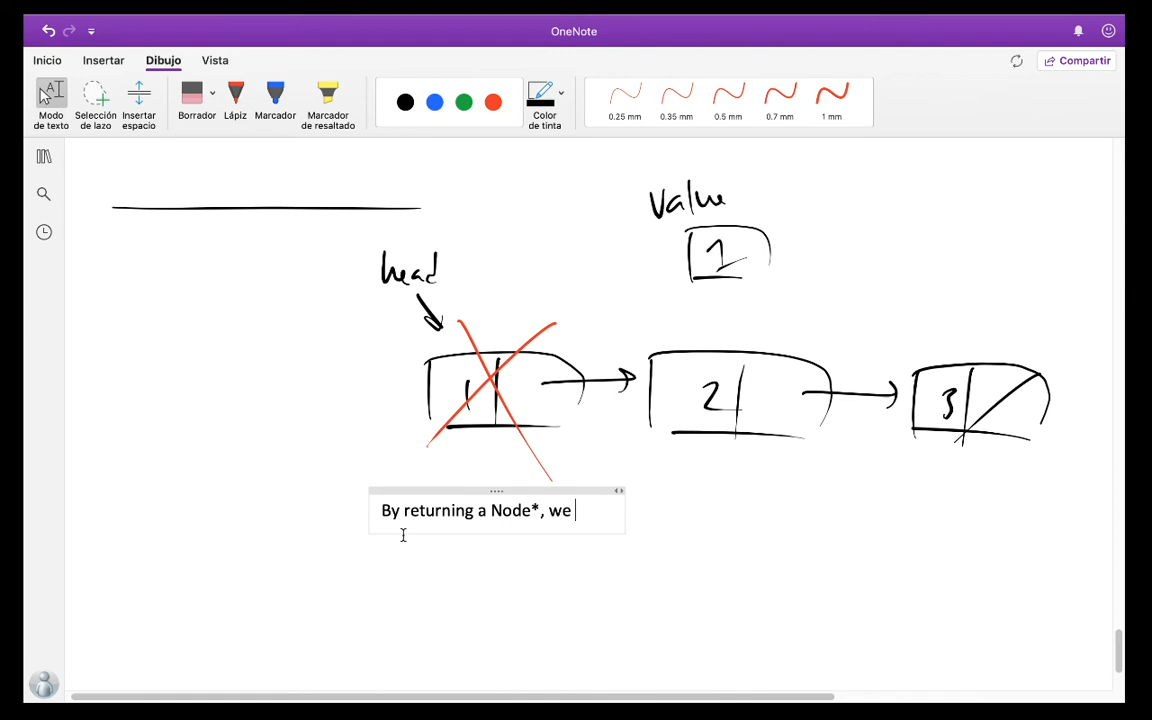 OneNote
Inicio Insertar Dibujo Vista
Compartir
Modo de texto
Selección de lazo
Insertar espacio
Borrador
Lápiz
Marcador
Marcador de resaltado
Color de tinta
0.25 mm 0.35 mm 0.5 mm 0.7 mm 1 mm
Value
1
head
1 2 3
By returning a Node*, we